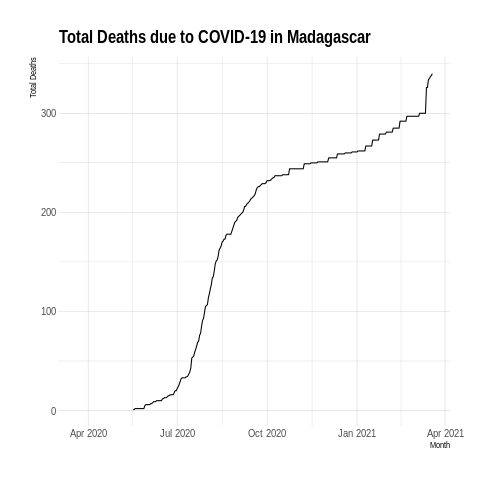 Total Deaths due to COVID-19 in Madagascar
Total Deaths
300
200
100
0
Apr 2020 Jul 2020 Oct 2020 Jan 2021 Apr 2021
Month